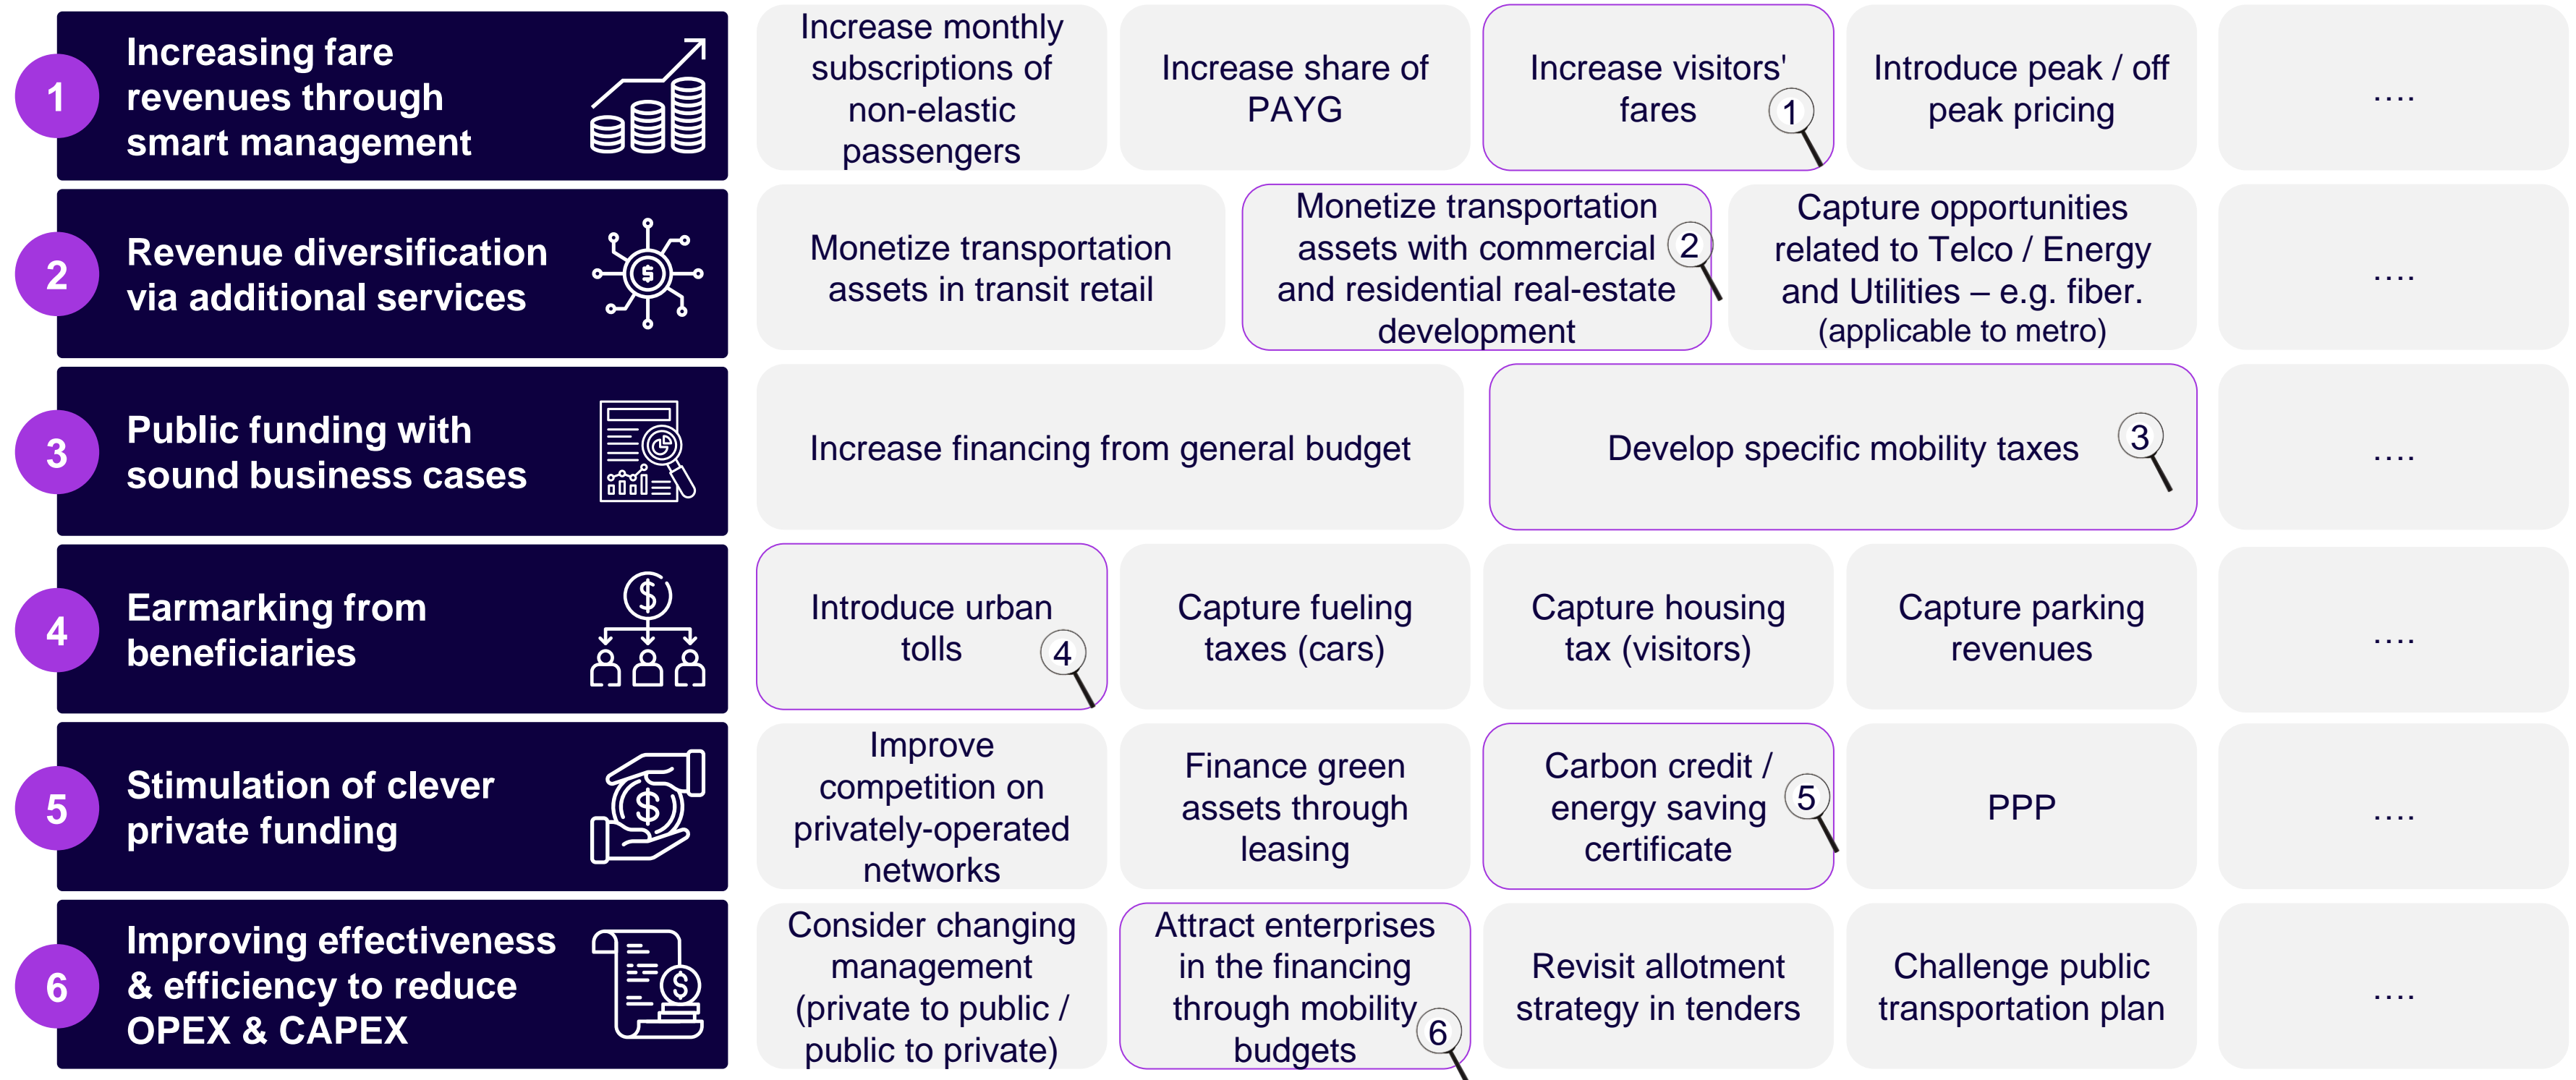 1
Increasing fare
revenues through
smart management
Increase monthly
subscriptions of
non-elastic
passengers
Increase share of
PAYG
Increase visitors'
fares
1
Introduce peak / off
peak pricing
....
2
Revenue diversification
via additional services
$
Monetize transportation
assets in transit retail
Monetize transportation
assets with commercial
and residential real-estate
development
2
Capture opportunities
related to Telco / Energy
and Utilities – e.g. fiber.
(applicable to metro)
....
3
Public funding with
sound business cases
Increase financing from general budget
Develop specific mobility taxes
3
....
4
Earmarking from
beneficiaries
$
Introduce urban
tolls
4
Capture fueling
taxes (cars)
Capture housing
tax (visitors)
Capture parking
revenues
....
5
Stimulation of clever
private funding
$
Improve
competition on
privately-operated
networks
Finance green
assets through
leasing
Carbon credit /
energy saving
certificate
5
PPP
....
6
Improving effectiveness
& efficiency to reduce
OPEX & CAPEX
$
Consider changing
management
(private to public /
public to private)
Attract enterprises
in the financing
through mobility
budgets
6
Revisit allotment
strategy in tenders
Challenge public
transportation plan
....